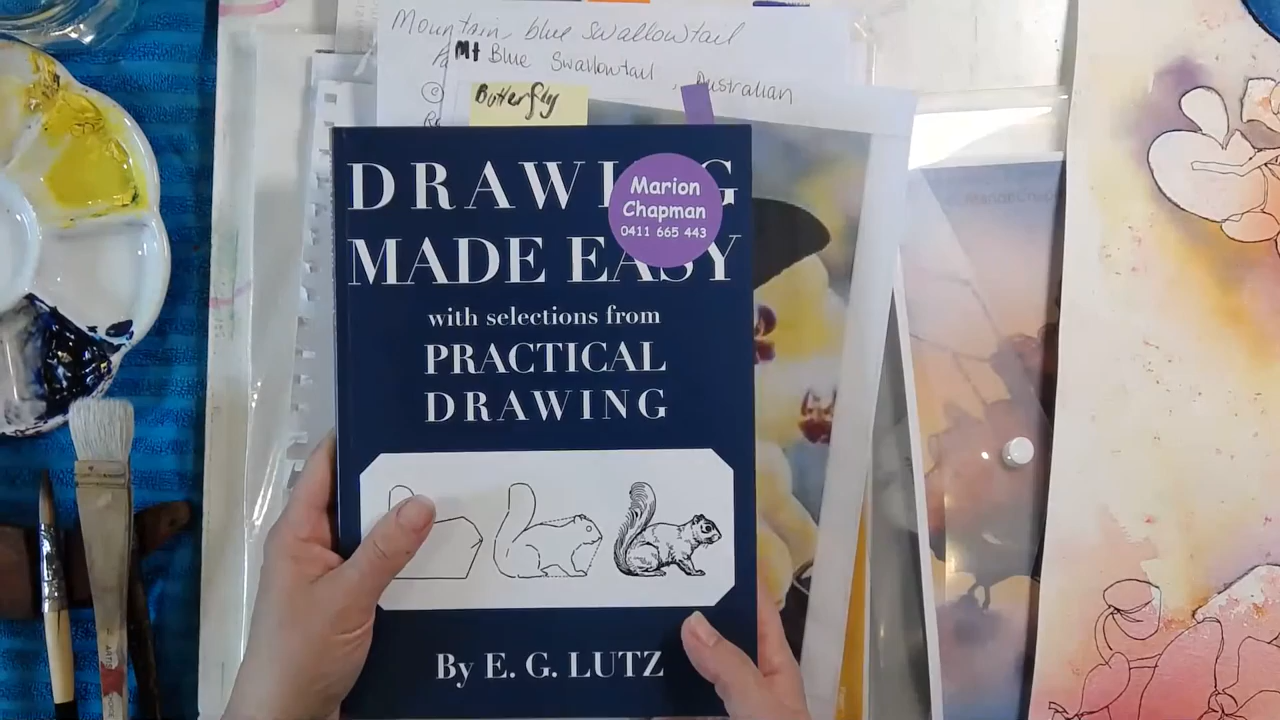 Mountain, blue Swallowtail
Mt Blue Swallowtail, Australian
Butterfly
DRAWING
MADE EASY
with selections from
PRACTICAL
DRAWING
By E. G. LUTZ
Marion
Chapman
0411 665 443